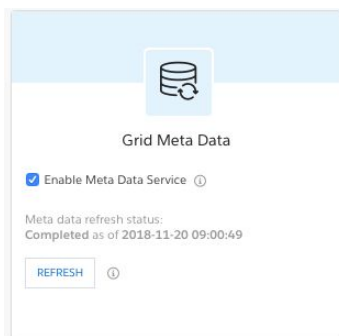 Grid Meta Data
Enable Meta Data Service
Meta data refresh status:
Completed as of 2018-11-20 09:00:49
REFRESH